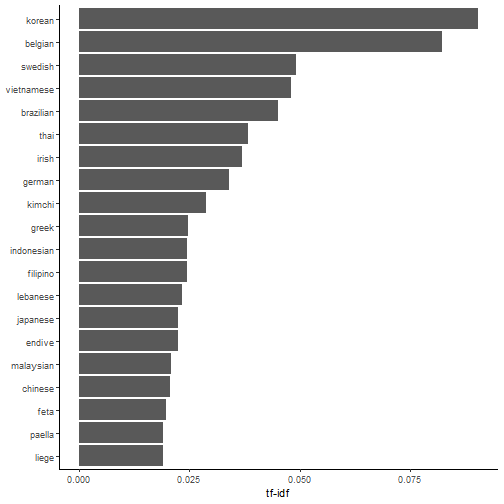 korean
belgian
swedish
vietnamese
brazilian
thai
irish
german
kimchi
greek
indonesian
filipino
lebanese
japanese
endive
malaysian
chinese
feta
paella
liege
0.000 0.025 0.050 0.075
tf-idf